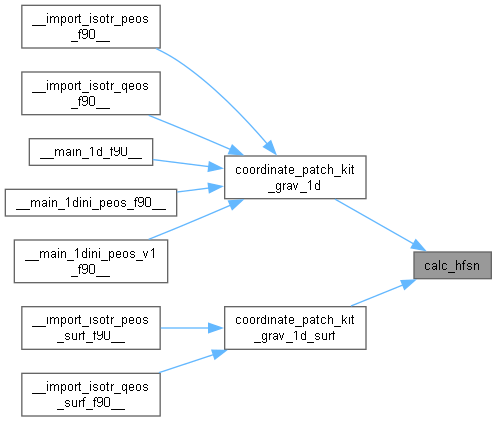 __import_isotr_peos
_f90__
__import_isotr_qeos
_f90__
__main_1d_f90__
__main_1dini_peos_f90__
__main_1dini_peos_v1
_f90__
coordinate_patch_kit
_grav_1d
calc_hfsn
__import_isotr_peos
_surf_f90__
coordinate_patch_kit
_grav_1d_surf
__import_isotr_qeos
_surf_f90__